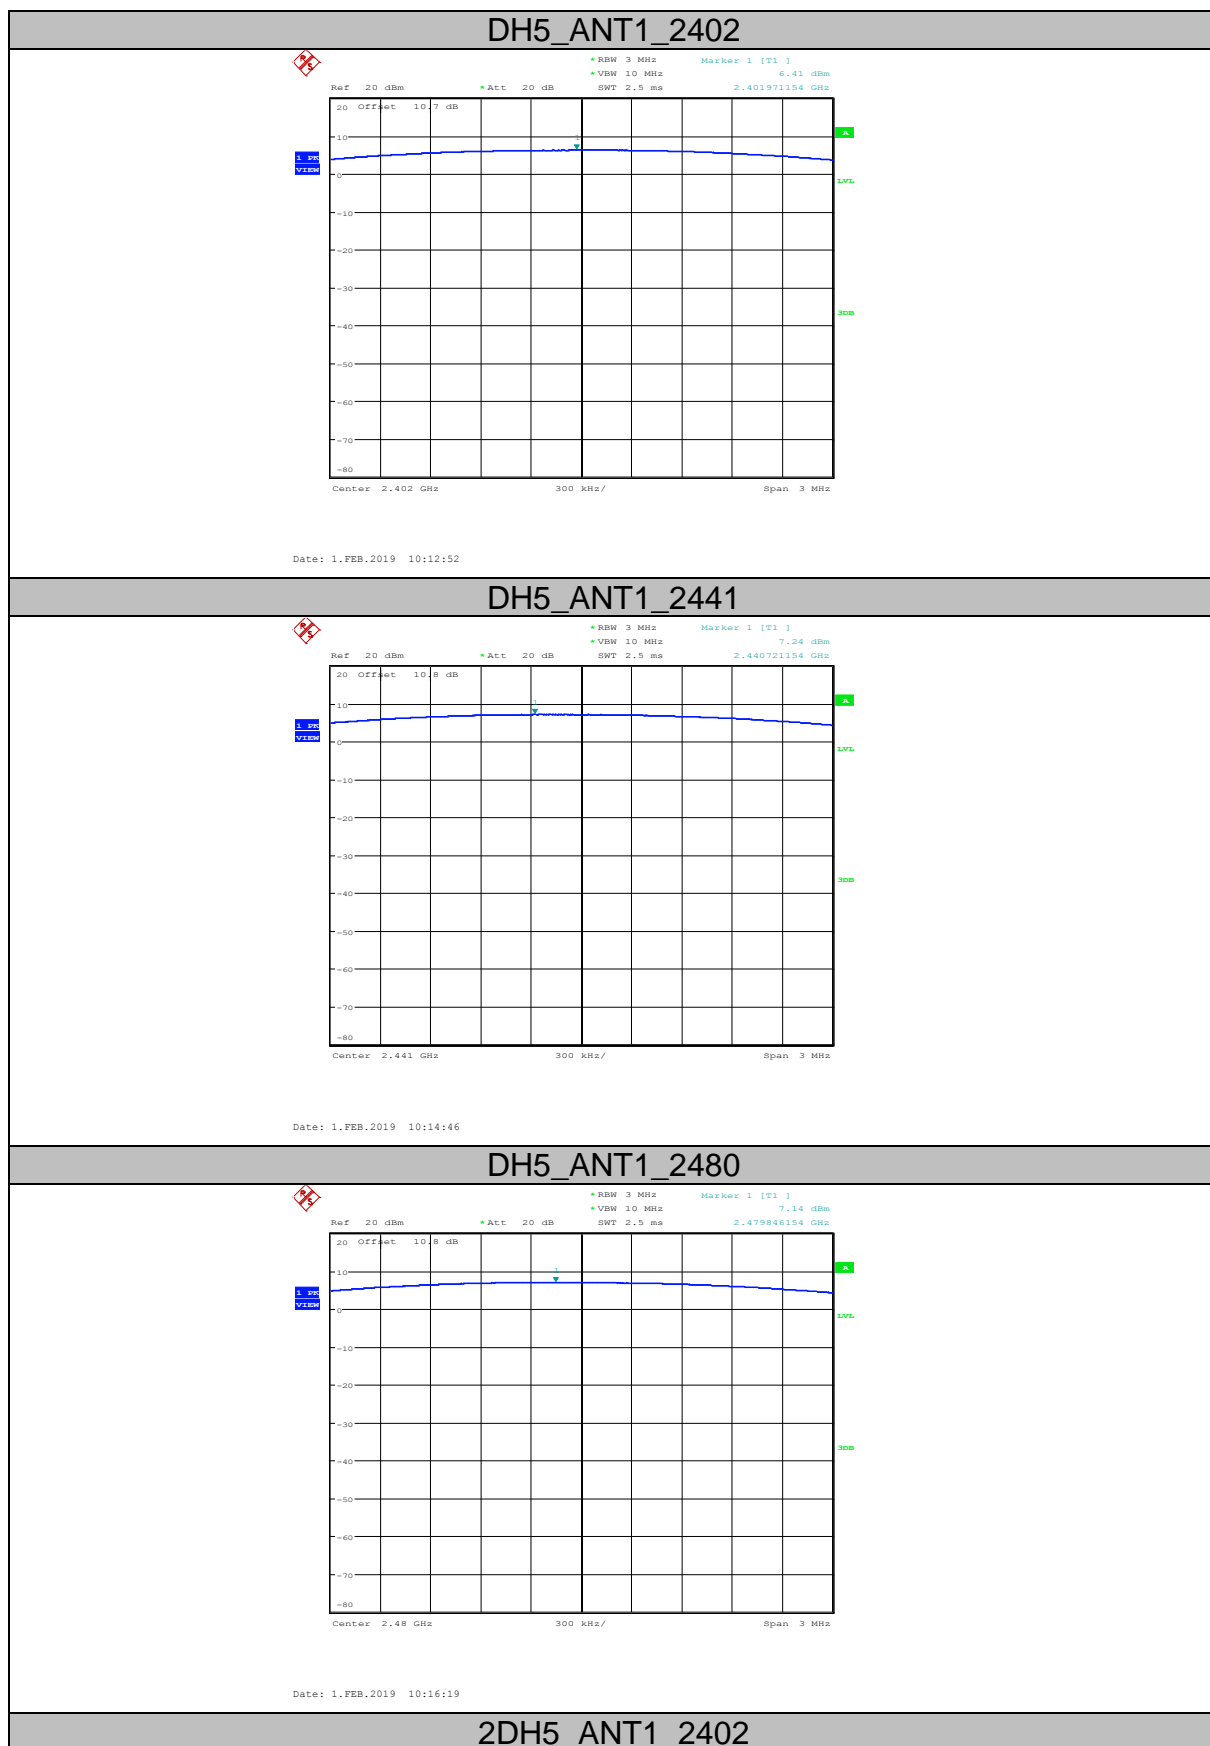 DH5_ANT1_2402
R S
* RBW 3 MHz Marker 1 [T1 ]
* VBW 10 MHz 6.41 dBm
Ref 20 dBm * Att 20 dB SWT 2.5 ms 2.401971154 GHz
20 Offset 10.7 dB
A
10
1
1 PK
VIEW
0
LVL
-10
-20
-30
3DB
-40
-50
-60
-70
-80
Center 2.402 GHz 300 kHz/ Span 3 MHz
Date: 1.FEB.2019 10:12:52
DH5_ANT1_2441
R S
* RBW 3 MHz Marker 1 [T1 ]
* VBW 10 MHz 7.24 dBm
Ref 20 dBm * Att 20 dB SWT 2.5 ms 2.440721154 GHz
20 Offset 10.8 dB
A
10
1
1 PK
VIEW
0
LVL
-10
-20
-30
3DB
-40
-50
-60
-70
-80
Center 2.441 GHz 300 kHz/ Span 3 MHz
Date: 1.FEB.2019 10:14:46
DH5_ANT1_2480
R S
* RBW 3 MHz Marker 1 [T1 ]
* VBW 10 MHz 7.14 dBm
Ref 20 dBm * Att 20 dB SWT 2.5 ms 2.479846154 GHz
20 Offset 10.8 dB
A
10
1
1 PK
VIEW
0
LVL
-10
-20
-30
3DB
-40
-50
-60
-70
-80
Center 2.48 GHz 300 kHz/ Span 3 MHz
Date: 1.FEB.2019 10:16:19
2DH5_ANT1_2402